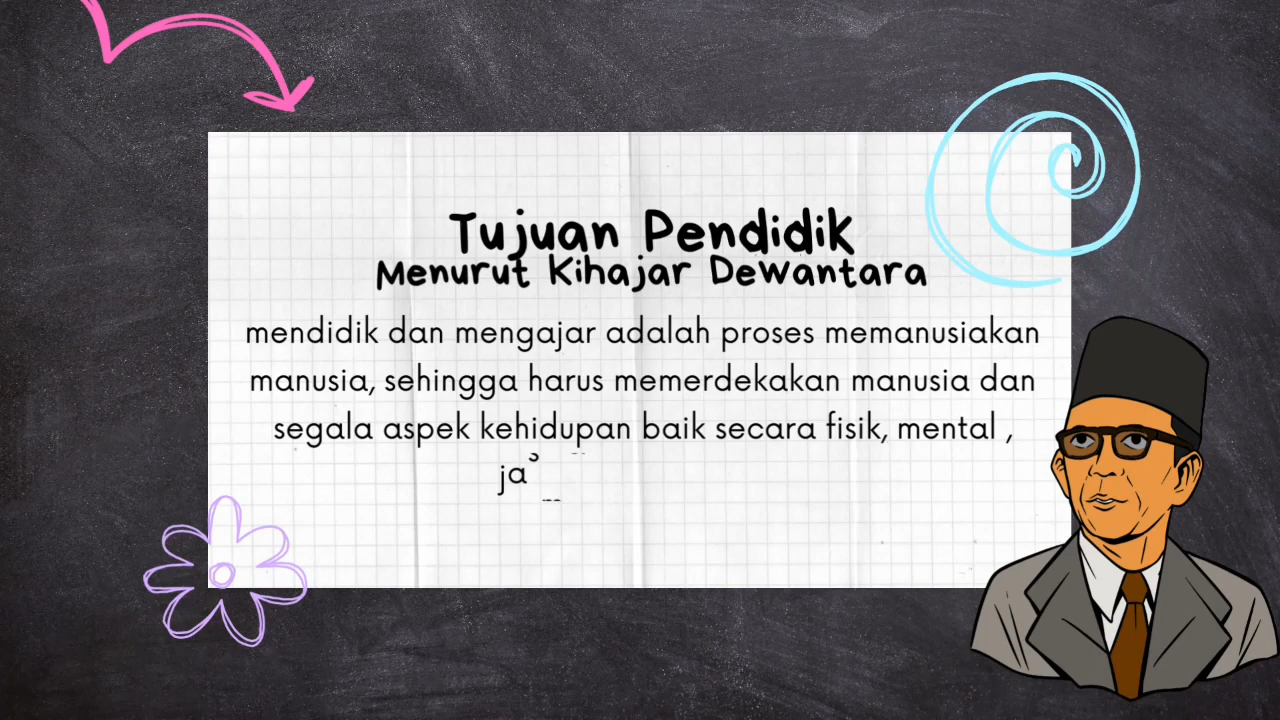 Tujuan Pendidik
Menurut Kihajar Dewantara
mendidik dan mengajar adalah proses memanusiakan
manusia, sehingga harus memerdekakan manusia dan
segala aspek kehidupan baik secara fisik, mental ,